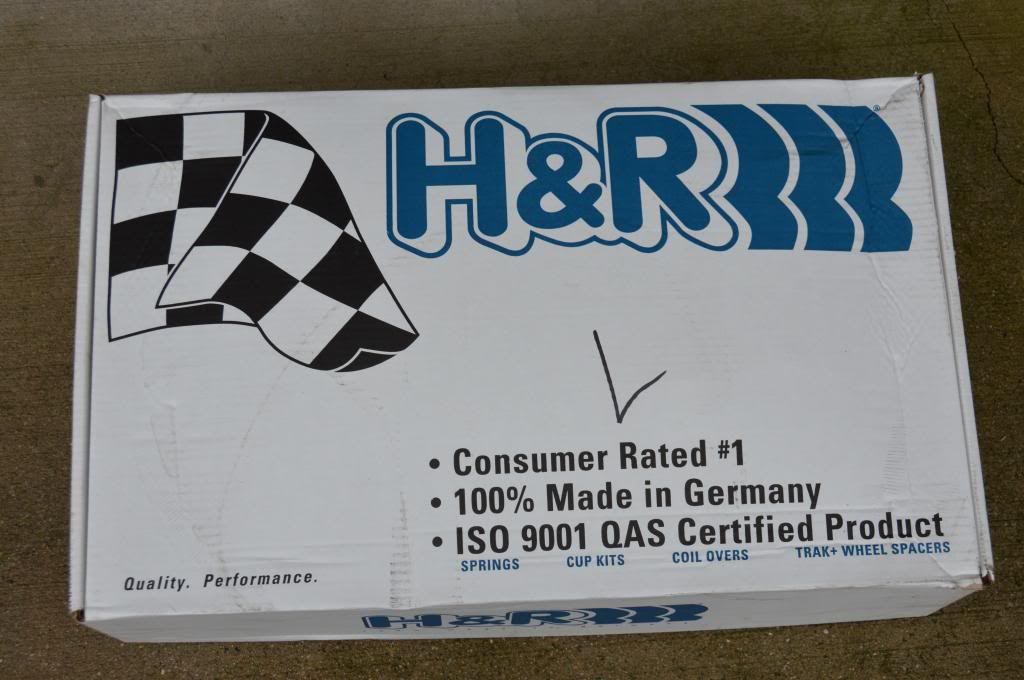 H&R®
• Consumer Rated #1
• 100% Made in Germany
• ISO 9001 QAS Certified Product
SPRINGS CUP KITS COIL OVERS TRAK+ WHEEL SPACERS
Quality. Performance.
H&R